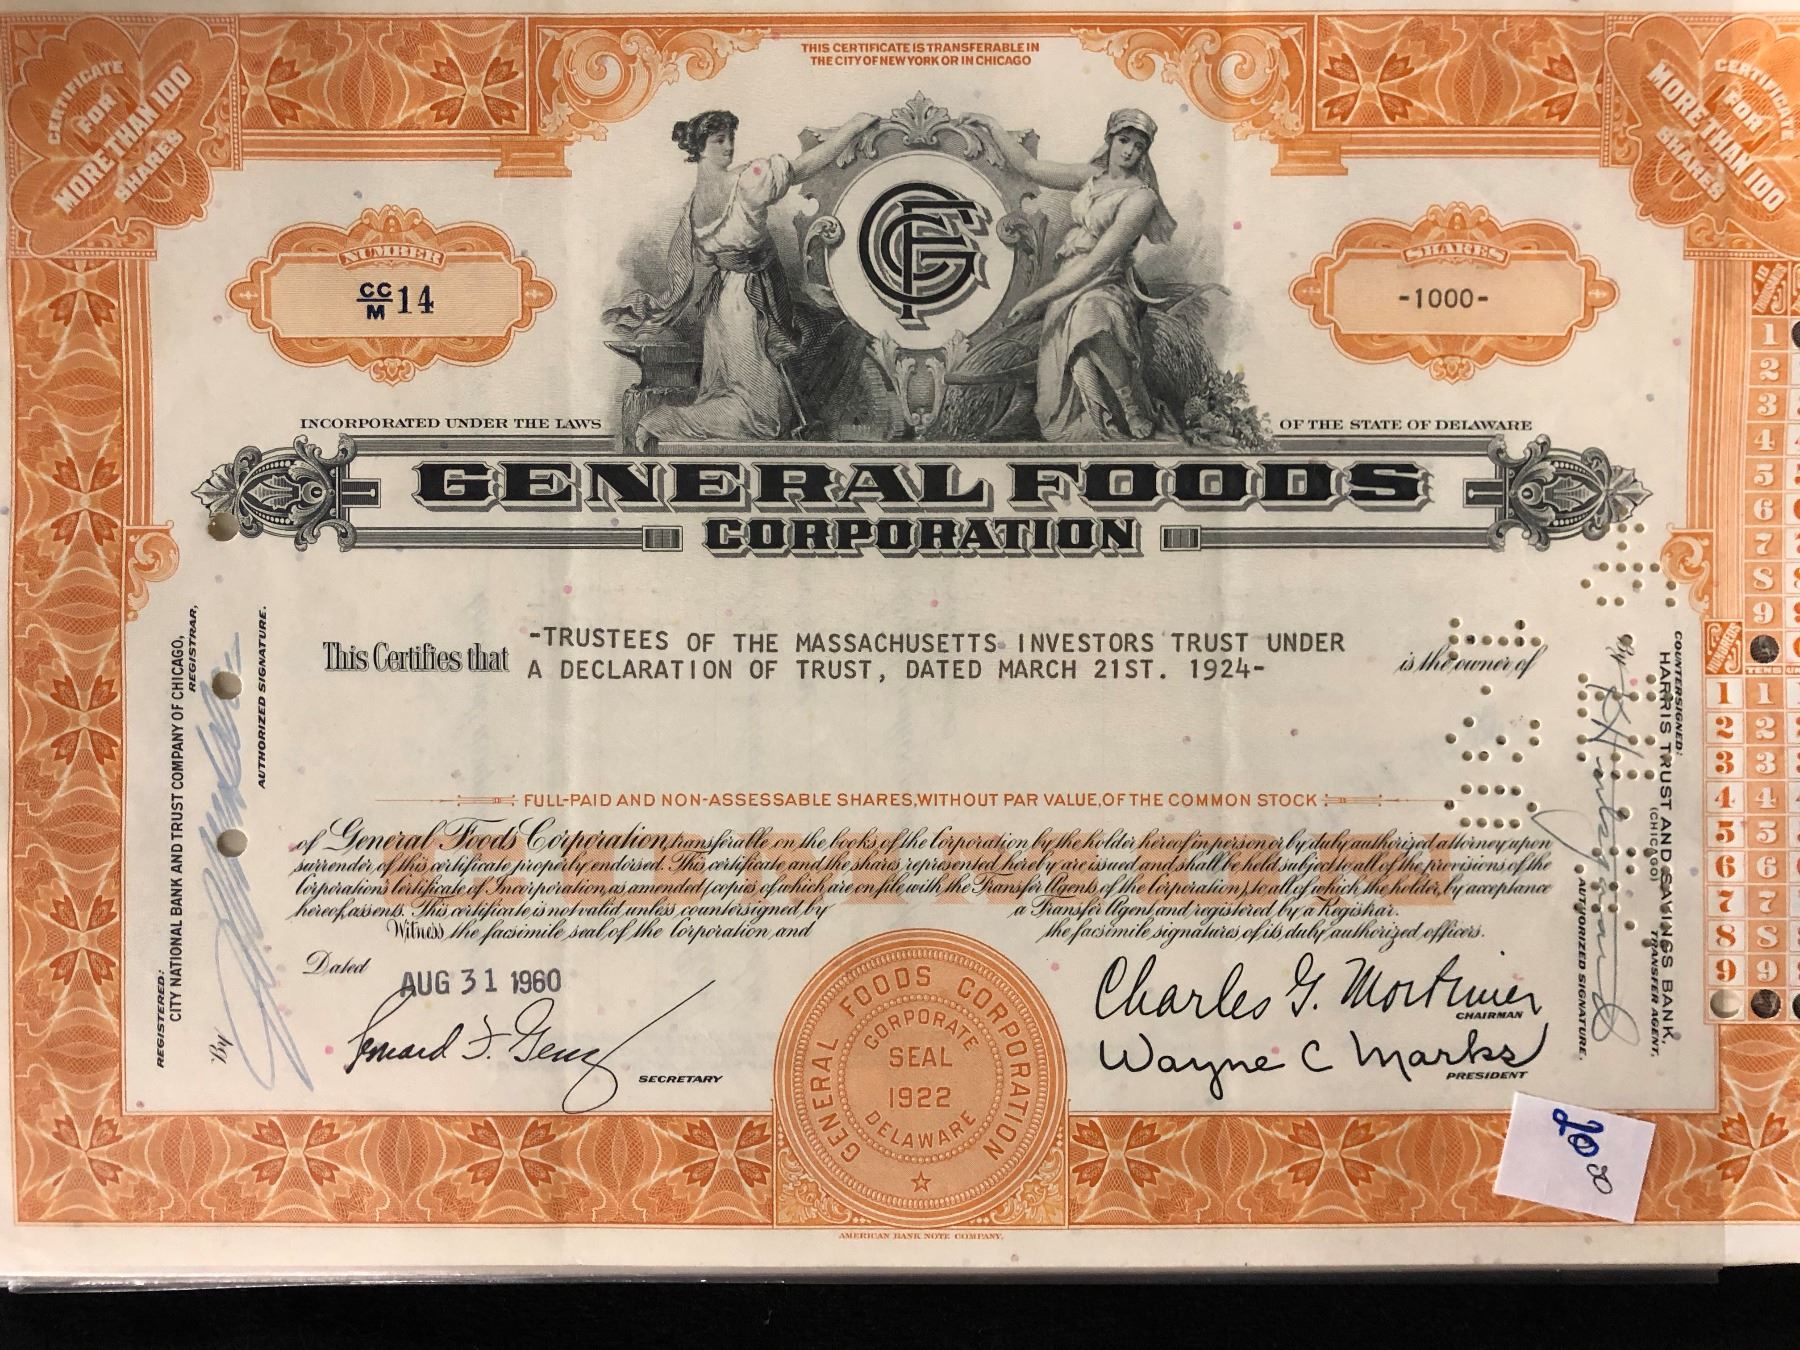 THIS CERTIFICATE IS TRANSFERABLE IN
THE CITY OF NEW YORK OR IN CHICAGO
CERTIFICATE
FOR
MORE THAN 100
SHARES
CERTIFICATE
FOR
MORE THAN 100
SHARES
NUMBER
CC/M 14
GFC
SHARES
-1000-
INCORPORATED UNDER THE LAWS
OF THE STATE OF DELAWARE
GENERAL FOODS
CORPORATION
This Certifies that
-TRUSTEES OF THE MASSACHUSETTS INVESTORS TRUST UNDER
A DECLARATION OF TRUST, DATED MARCH 21ST. 1924-
is the owner of
FULL-PAID AND NON-ASSESSABLE SHARES, WITHOUT PAR VALUE, OF THE COMMON STOCK
of General Foods Corporation, transferable on the books of the Corporation by the holder hereof in person or by duly authorized attorney upon
surrender of this certificate properly endorsed. This certificate and the shares represented hereby are issued and shall be held subject to all of the provisions of the
Corporation's Certificate of Incorporation, as amended (copies of which are on file with the Transfer Agents of the Corporation), to all of which the holder, by acceptance
hereof, assents. This certificate is not valid unless countersigned by a Transfer Agent and registered by a Registrar.
Witness the facsimile seal of the Corporation and the facsimile signatures of its duly authorized officers.
Dated AUG 31 1960
SECRETARY
Charles G. Mortimer
CHAIRMAN
Wayne C Marks
PRESIDENT
GENERAL FOODS CORPORATION
CORPORATE
SEAL
1922
DELAWARE
AMERICAN BANK NOTE COMPANY.
REGISTERED:
CITY NATIONAL BANK AND TRUST COMPANY OF CHICAGO,
REGISTRAR,
By
AUTHORIZED SIGNATURE.
COUNTERSIGNED:
HARRIS TRUST AND SAVINGS BANK,
(CHICAGO)
TRANSFER AGENT,
By
AUTHORIZED SIGNATURE.
1
2
3
4
5
6
7
8
9
HUNDREDS
TENS
1 1
2 2
3 3
4 4
5 5
6 6
7 7
8 8
9 9
20 00